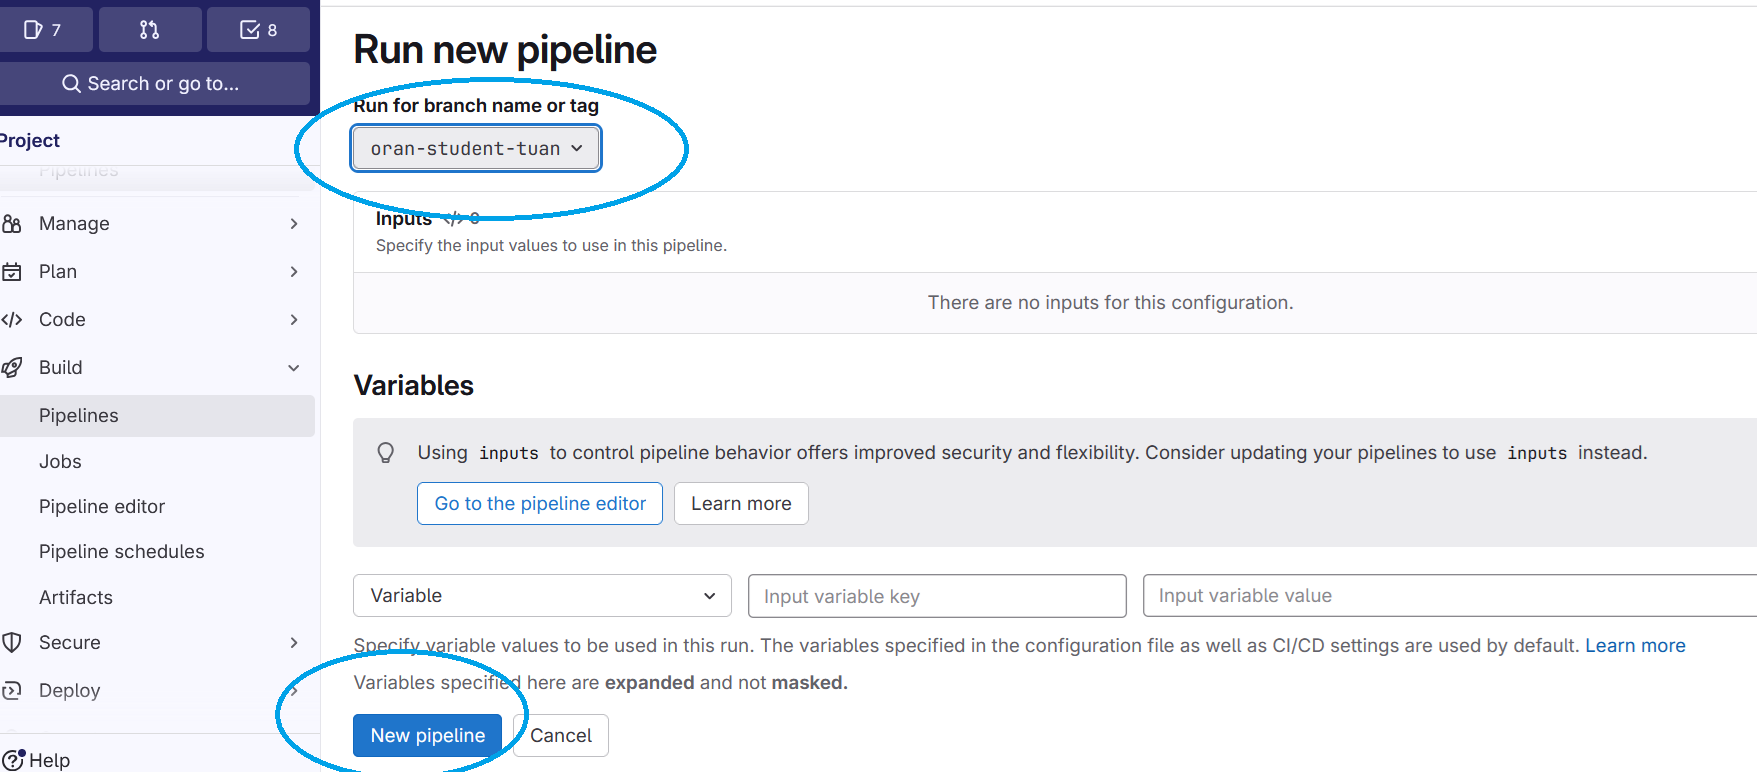 7
8
Search or go to...
Project
Pipelines
Manage
Plan
Code
Build
Pipelines
Jobs
Pipeline editor
Pipeline schedules
Artifacts
Secure
Deploy
Help
Run new pipeline
Run for branch name or tag
oran-student-tuan
Inputs </> 0
Specify the input values to use in this pipeline.
There are no inputs for this configuration.
Variables
Using inputs to control pipeline behavior offers improved security and flexibility. Consider updating your pipelines to use inputs instead.
Go to the pipeline editor
Learn more
Variable
Input variable key
Input variable value
Specify variable values to be used in this run. The variables specified in the configuration file as well as CI/CD settings are used by default. Learn more
Variables specified here are expanded and not masked.
New pipeline
Cancel